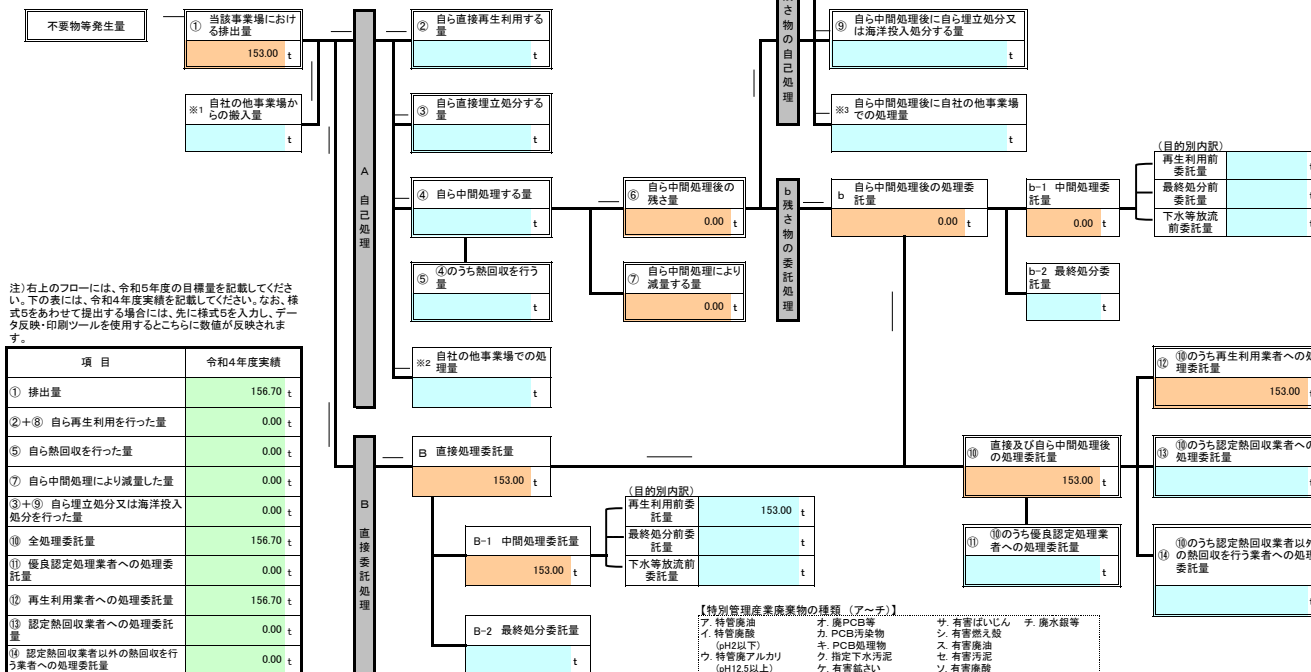 不要物等発生量
① 当該事業場におけ
る排出量
153.00 t
※1 自社の他事業場か
らの搬入量
t
A 自己処理
② 自ら直接再生利用する
量
t
③ 自ら直接埋立処分する
量
t
④ 自ら中間処理する量
t
⑤ ④のうち熱回収を行う
量
t
※2 自社の他事業場での処
理量
t
⑥ 自ら中間処理後の
残さ量
0.00 t
⑦ 自ら中間処理により
減量する量
0.00 t
さ物の自己処理
⑨ 自ら中間処理後に自ら埋立処分又
は海洋投入処分する量
t
※3 自ら中間処理後に自社の他事業場
での処理量
t
b 残さ物の委託処理
b 自ら中間処理後の処理委
託量
0.00 t
b-1 中間処理委
託量
0.00 t
b-2 最終処分委
託量
t
(目的別内訳)
再生利用前
委託量
最終処分前
委託量
下水等放流
前委託量
注)右上のフローには、令和5年度の目標量を記載してくださ
い。下の表には、令和4年度実績を記載してください。なお、様
式5をあわせて提出する場合には、先に様式5を入力し、デー
タ反映・印刷ツールを使用するとこちらに数値が反映されま
す。
項 目 令和4年度実績
① 排出量 156.70 t
②+⑧ 自ら再生利用を行った量 0.00 t
⑤ 自ら熱回収を行った量 0.00 t
⑦ 自ら中間処理により減量した量 0.00 t
③+⑨ 自ら埋立処分又は海洋投入
処分を行った量 0.00 t
⑩ 全処理委託量 156.70 t
⑪ 優良認定処理業者への処理委
託量 0.00 t
⑫ 再生利用業者への処理委託量 156.70 t
⑬ 認定熱回収業者への処理委託
量 0.00 t
⑭ 認定熱回収業者以外の熱回収を行
う業者への処理委託量 0.00 t
B 直接委託処理
B 直接処理委託量
153.00 t
B-1 中間処理委託量
153.00 t
B-2 最終処分委託量
t
(目的別内訳)
再生利用前委
託量 153.00 t
最終処分前委
託量 t
下水等放流前
委託量 t
⑩ 直接及び自ら中間処理後
の処理委託量
153.00 t
⑪ ⑩のうち優良認定処理業
者への処理委託量
t
⑫ ⑩のうち再生利用業者への処
理委託量
153.00
⑬ ⑩のうち認定熱回収業者への
処理委託量
⑭ ⑩のうち認定熱回収業者以外
の熱回収を行う業者への処理
委託量
【特別管理産業廃棄物の種類 (ア~チ)】
ア. 特管廃油 オ. 廃PCB等 サ. 有害ばいじん チ. 廃水銀等
イ. 特管廃酸 カ. PCB汚染物 シ. 有害燃え殻
(pH2以下) キ. PCB処理物 ス. 有害廃油
ウ. 特管廃アルカリ ク. 指定下水汚泥 セ. 有害汚泥
(pH12.5以上) ケ. 有害鉱さい ソ. 有害廃酸